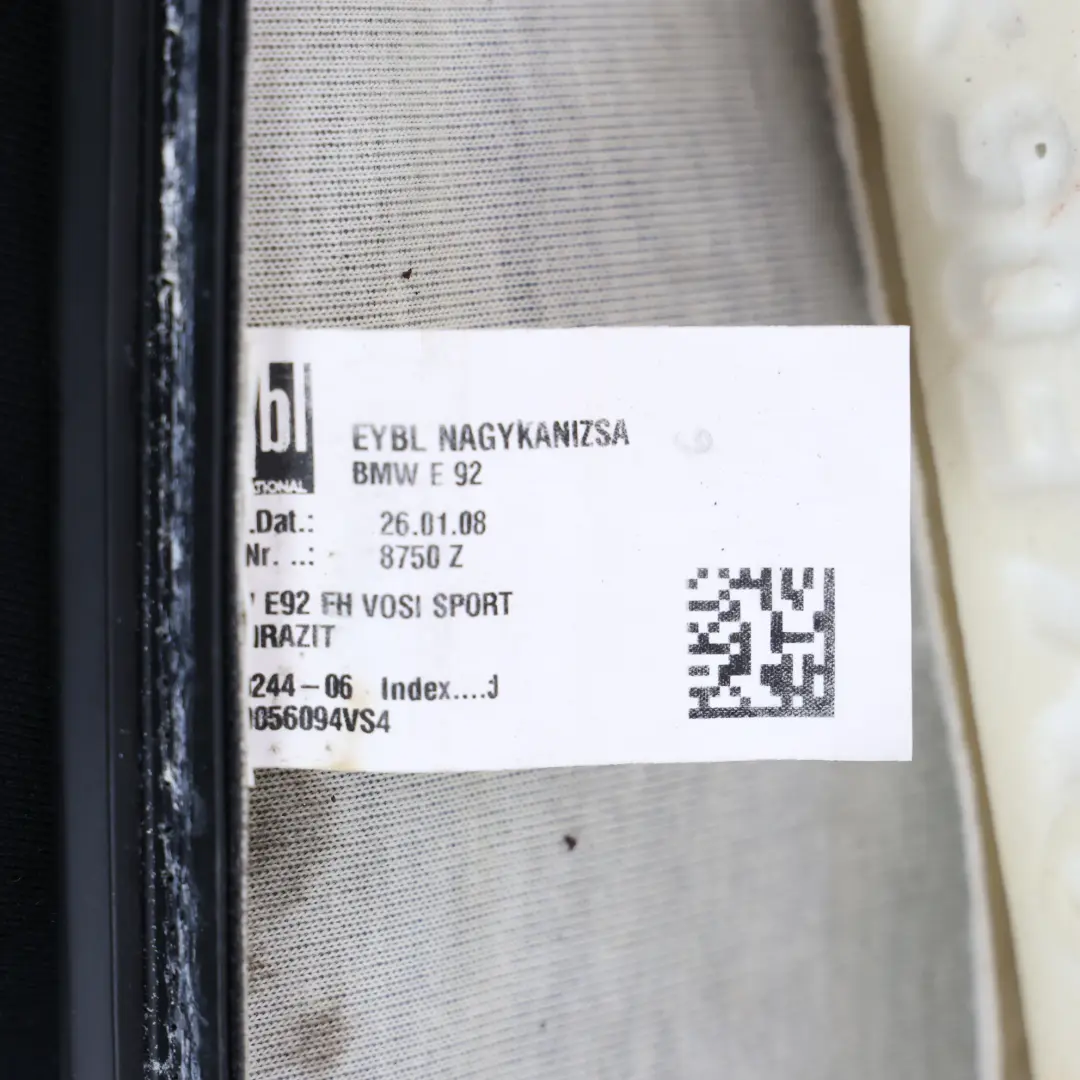 bl
TIONAL
EYBL NAGYKANIZSA
BMW E 92
.Dat.: 26.01.08
Nr. ..: 8750 Z
E92 FH VOSI SPORT
IRAZIT
244-06 Index....J
056094VS4